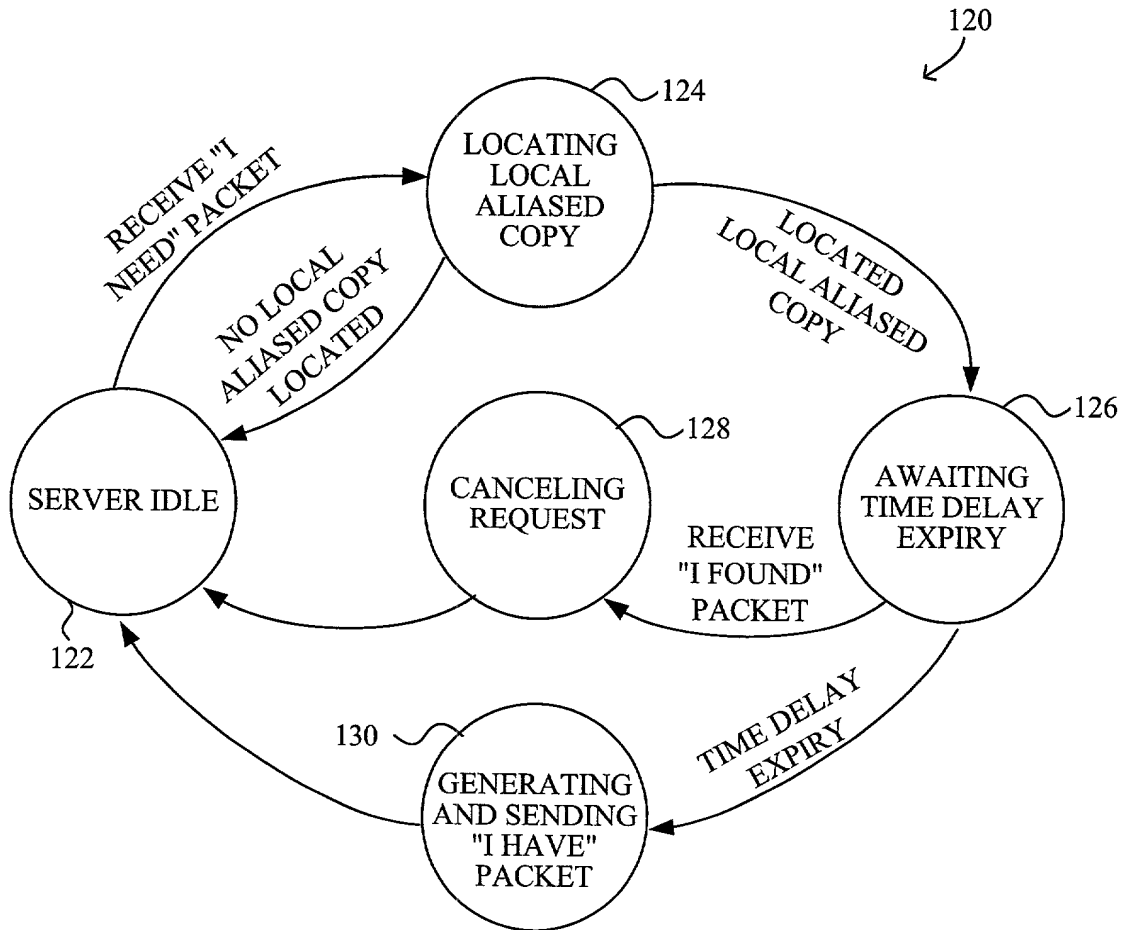 120
124
LOCATING
LOCAL
ALIASED
COPY
RECEIVE "I
NEED" PACKET
NO LOCAL
ALIASED COPY
LOCATED
LOCATED
LOCAL ALIASED
COPY
126
128
SERVER IDLE
CANCELING
REQUEST
AWAITING
TIME DELAY
EXPIRY
RECEIVE
"I FOUND"
PACKET
122
130
TIME DELAY
EXPIRY
GENERATING
AND SENDING
"I HAVE"
PACKET